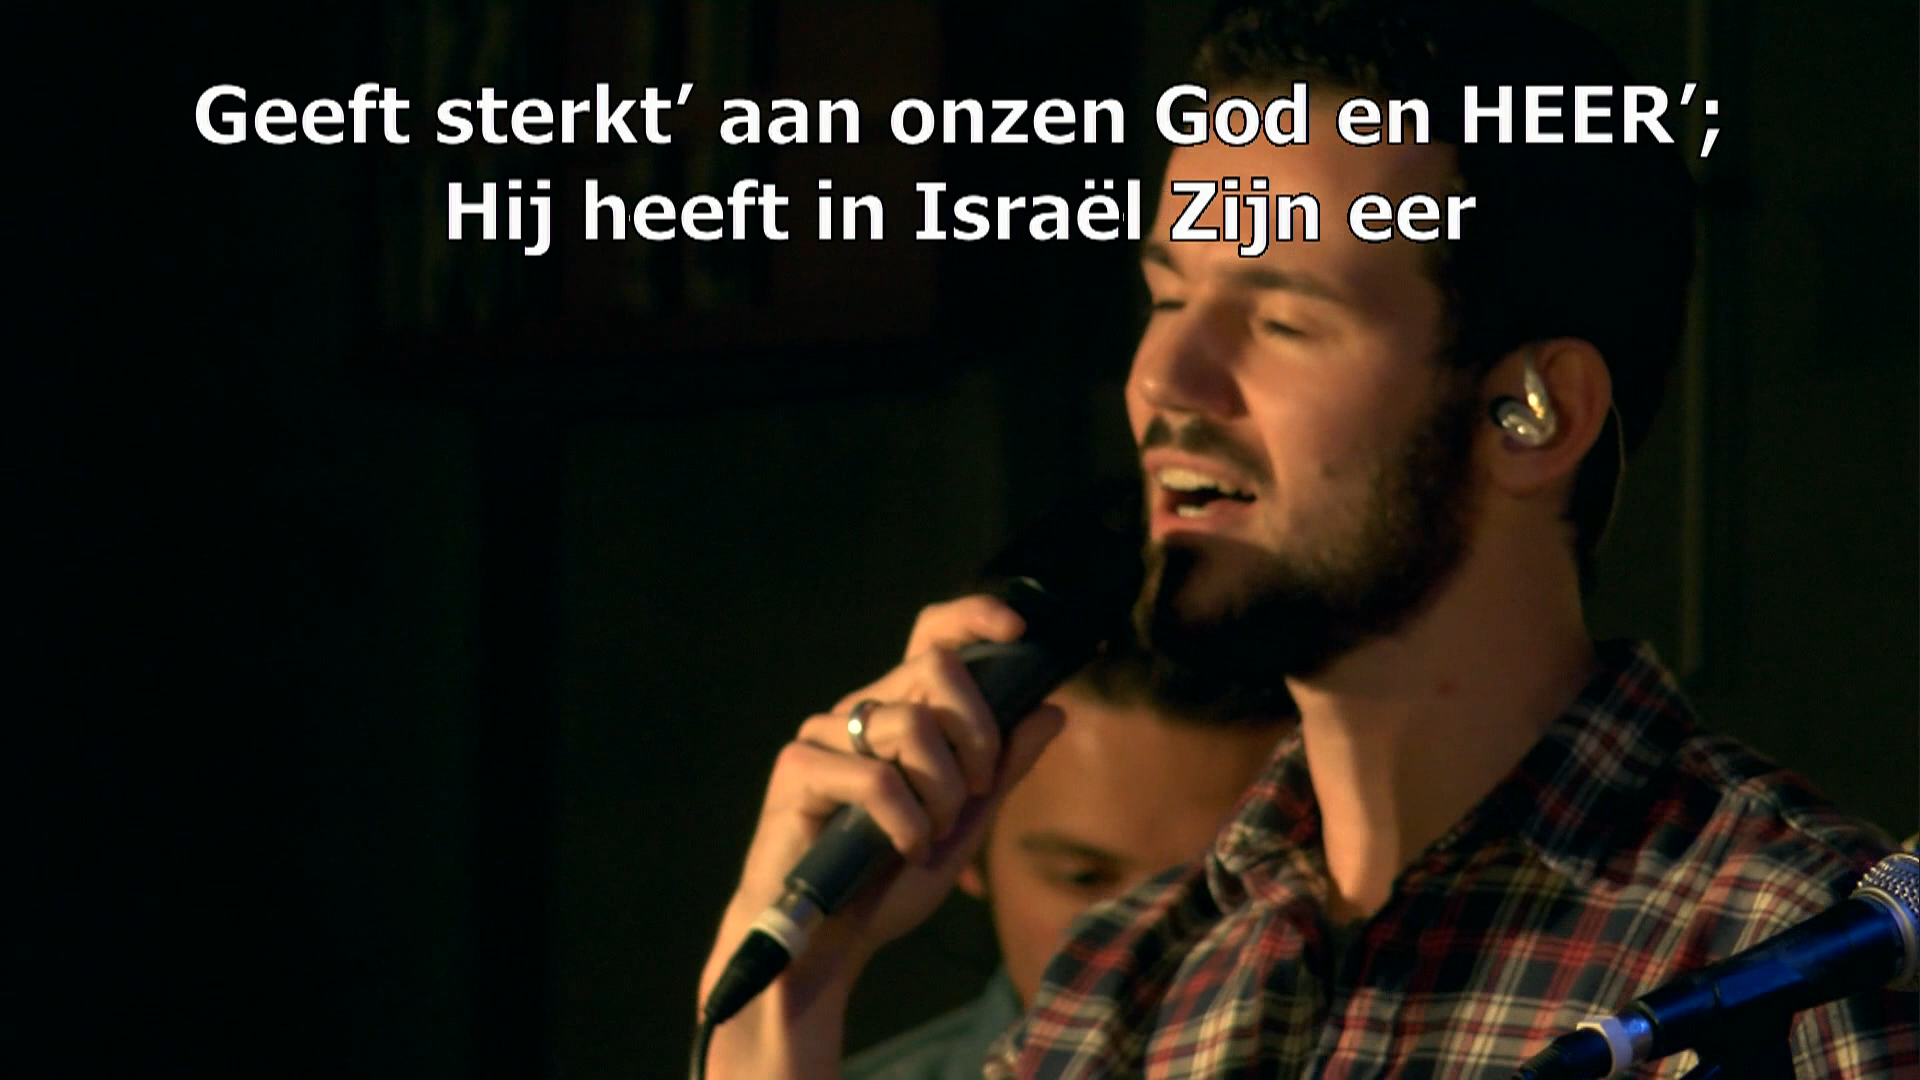 Geeft sterkt’ aan onzen God en HEER’;
Hij heeft in Israël Zijn eer